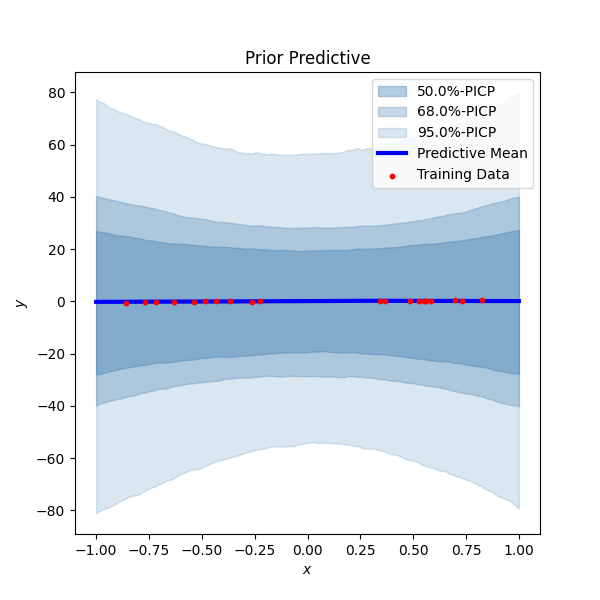 Prior Predictive
50.0%-PICP
68.0%-PICP
95.0%-PICP
Predictive Mean
Training Data
80
60
40
20
0
−20
−40
−60
−80
y
−1.00 −0.75 −0.50 −0.25 0.00 0.25 0.50 0.75 1.00
x